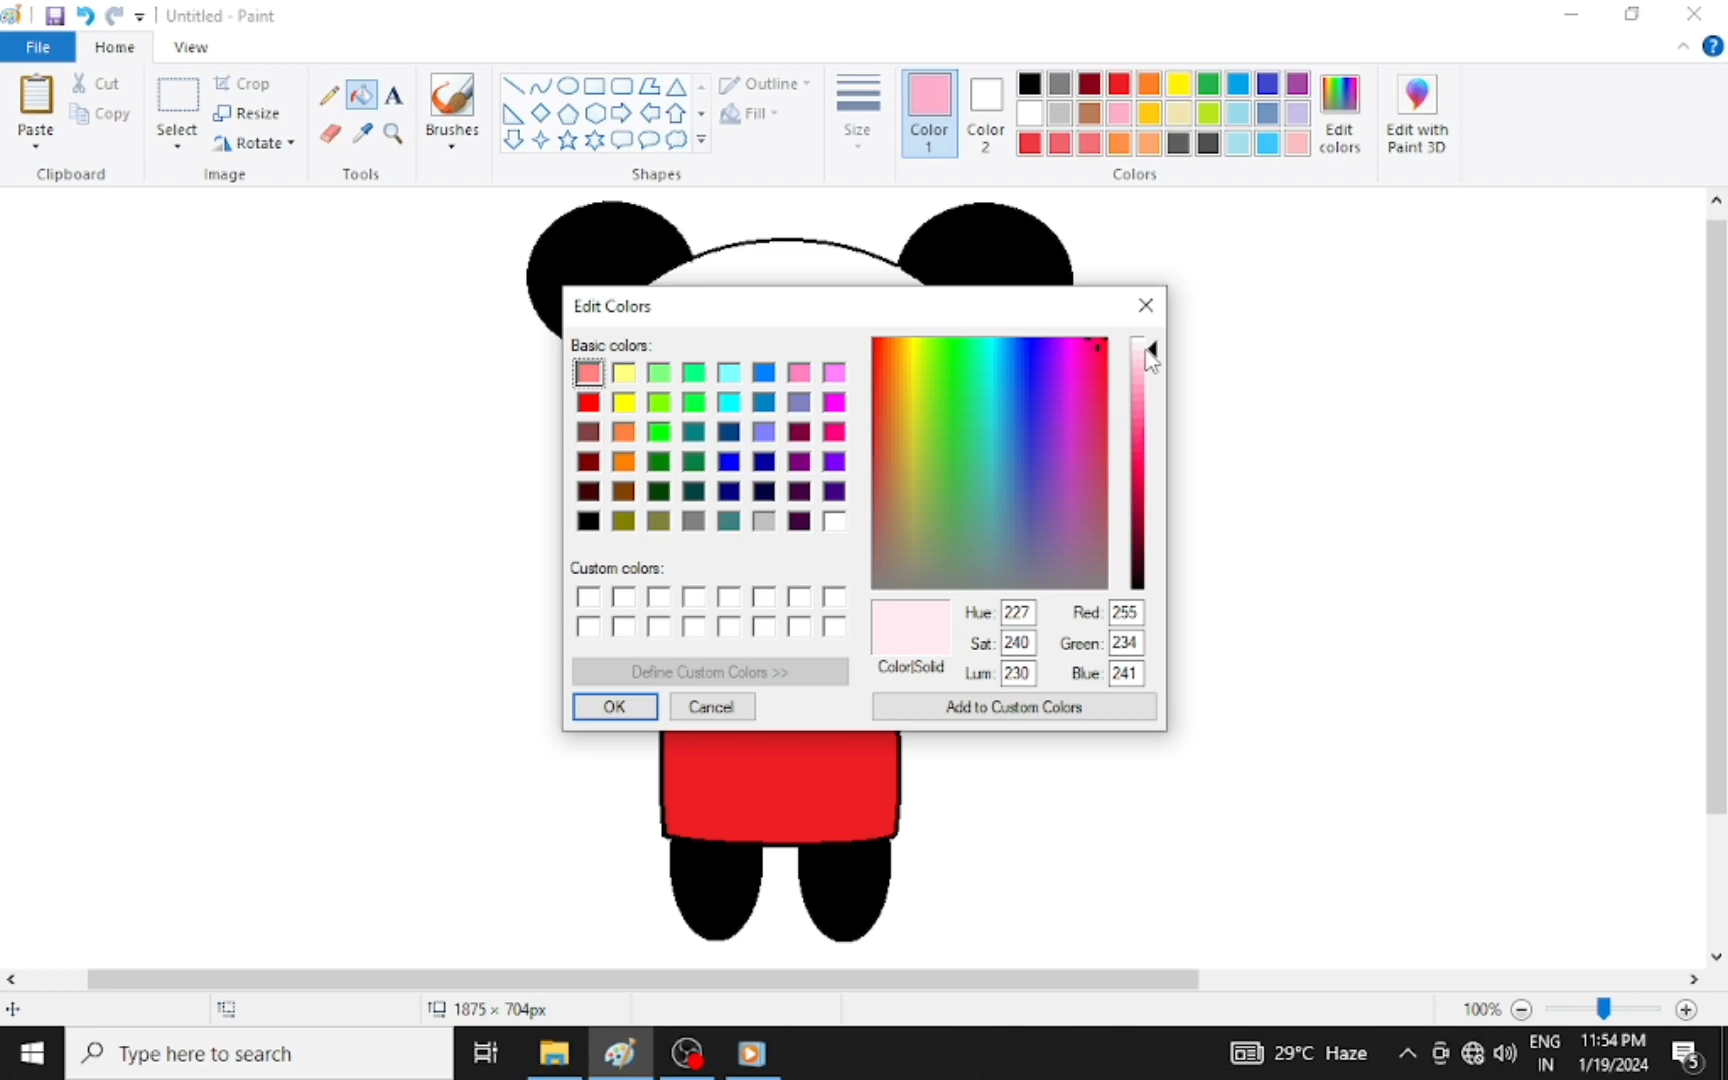 Untitled - Paint
File Home View
Paste Cut Copy
Clipboard
Select Crop Resize Rotate
Image
A
Tools
Brushes
Shapes
Outline
Fill
Size
Color 1
Color 2
Edit colors
Colors
Edit with Paint 3D
Edit Colors
Basic colors:
Custom colors:
Define Custom Colors >>
OK Cancel
Color|Solid
Hue: 227 Red: 255
Sat: 240 Green: 234
Lum: 230 Blue: 241
Add to Custom Colors
1875 × 704px 100%
Type here to search
29°C Haze
ENG
IN
11:54 PM
1/19/2024
5